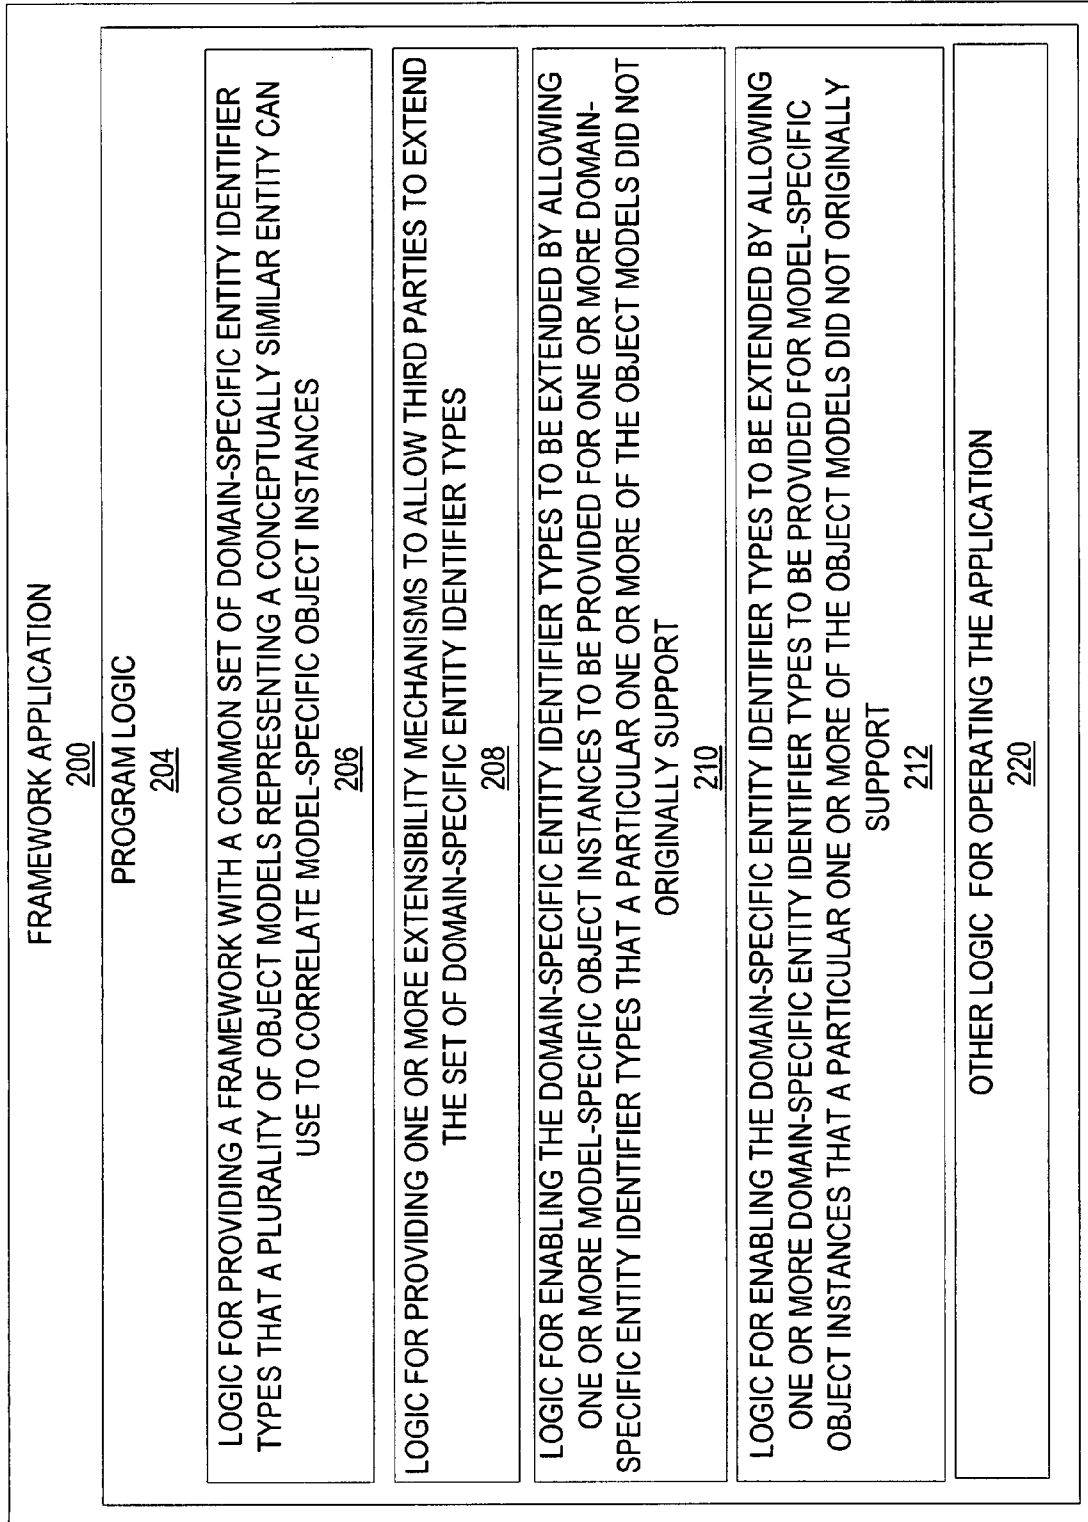 FRAMEWORK APPLICATION
200
PROGRAM LOGIC
204
LOGIC FOR PROVIDING A FRAMEWORK WITH A COMMON SET OF DOMAIN-SPECIFIC ENTITY IDENTIFIER
TYPES THAT A PLURALITY OF OBJECT MODELS REPRESENTING A CONCEPTUALLY SIMILAR ENTITY CAN
USE TO CORRELATE MODEL-SPECIFIC OBJECT INSTANCES
206
LOGIC FOR PROVIDING ONE OR MORE EXTENSIBILITY MECHANISMS TO ALLOW THIRD PARTIES TO EXTEND
THE SET OF DOMAIN-SPECIFIC ENTITY IDENTIFIER TYPES
208
LOGIC FOR ENABLING THE DOMAIN-SPECIFIC ENTITY IDENTIFIER TYPES TO BE EXTENDED BY ALLOWING
ONE OR MORE MODEL-SPECIFIC OBJECT INSTANCES TO BE PROVIDED FOR ONE OR MORE DOMAIN-
SPECIFIC ENTITY IDENTIFIER TYPES THAT A PARTICULAR ONE OR MORE OF THE OBJECT MODELS DID NOT
ORIGINALLY SUPPORT
210
LOGIC FOR ENABLING THE DOMAIN-SPECIFIC ENTITY IDENTIFIER TYPES TO BE EXTENDED BY ALLOWING
ONE OR MORE DOMAIN-SPECIFIC ENTITY IDENTIFIER TYPES TO BE PROVIDED FOR MODEL-SPECIFIC
OBJECT INSTANCES THAT A PARTICULAR ONE OR MORE OF THE OBJECT MODELS DID NOT ORIGINALLY
SUPPORT
212
OTHER LOGIC FOR OPERATING THE APPLICATION
220